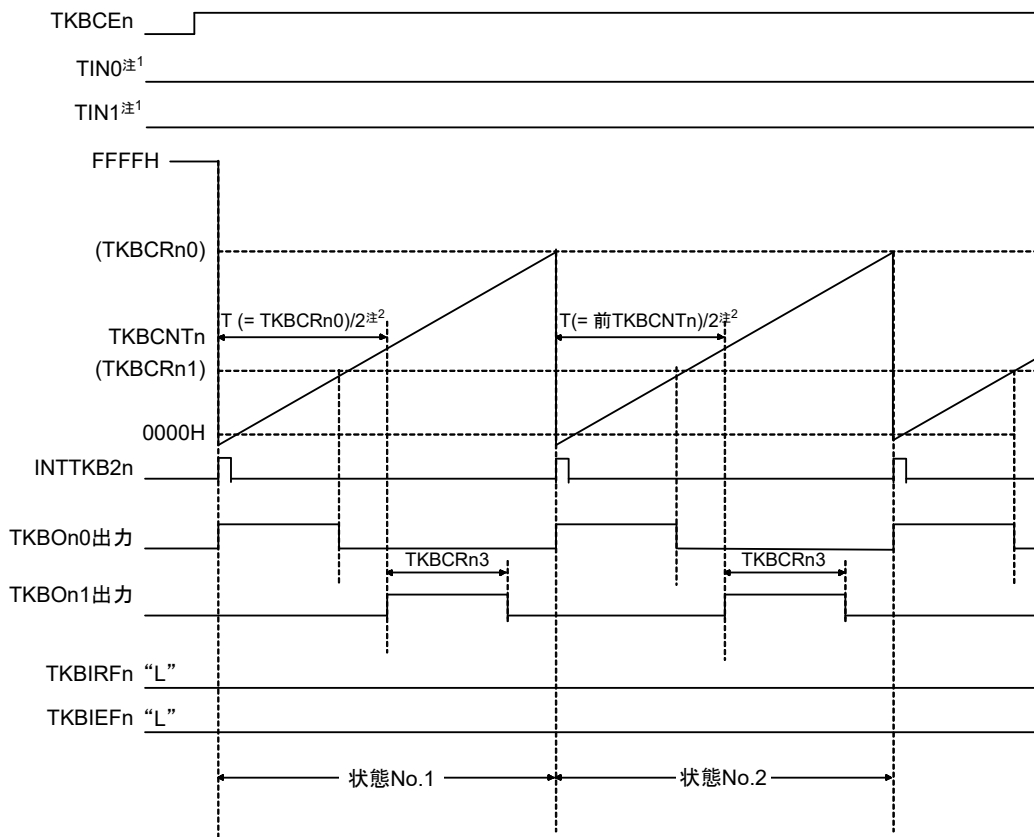 TKBCEn
TIN0注1
TIN1注1
FFFFH
(TKBCRn0)
T (= TKBCRn0)/2注2
T(= 前TKBCNTn)/2注2
TKBCNTn
(TKBCRn1)
0000H
INTTKB2n
TKBOn0出力
TKBCRn3
TKBCRn3
TKBOn1出力
TKBIRFn “L”
TKBIEFn “L”
状態No.1
状態No.2